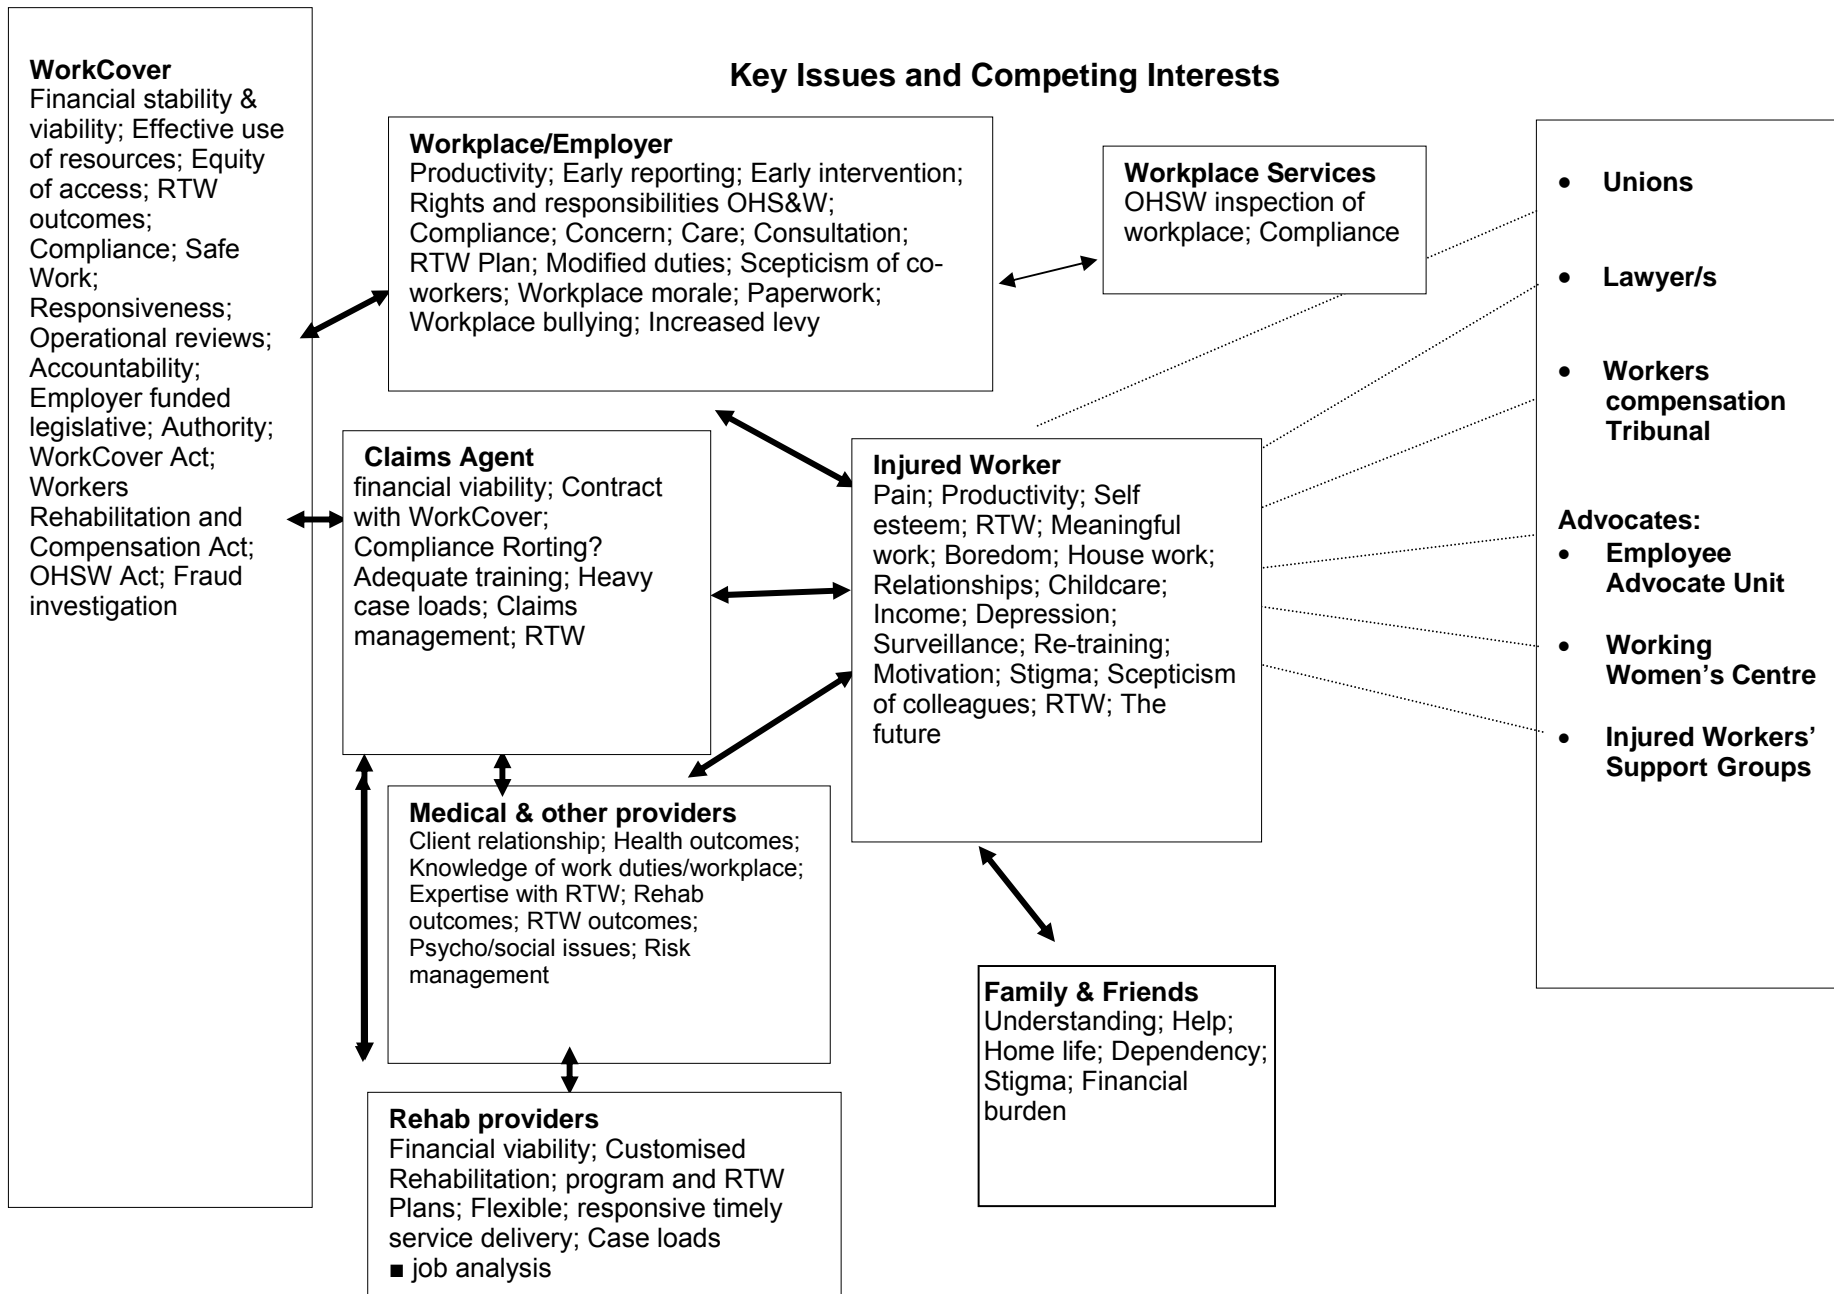 Key Issues and Competing Interests
WorkCover
Financial stability &
viability; Effective use
of resources; Equity
of access; RTW
outcomes;
Compliance; Safe
Work;
Responsiveness;
Operational reviews;
Accountability;
Employer funded
legislative; Authority;
WorkCover Act;
Workers
Rehabilitation and
Compensation Act;
OHSW Act; Fraud
investigation
Workplace/Employer
Productivity; Early reporting; Early intervention;
Rights and responsibilities OHS&W;
Compliance; Concern; Care; Consultation;
RTW Plan; Modified duties; Scepticism of co-
workers; Workplace morale; Paperwork;
Workplace bullying; Increased levy
Workplace Services
OHSW inspection of
workplace; Compliance
Claims Agent
financial viability; Contract
with WorkCover;
Compliance Rorting?
Adequate training; Heavy
case loads; Claims
management; RTW
Injured Worker
Pain; Productivity; Self
esteem; RTW; Meaningful
work; Boredom; House work;
Relationships; Childcare;
Income; Depression;
Surveillance; Re-training;
Motivation; Stigma; Scepticism
of colleagues; RTW; The
future
• Unions
• Lawyer/s
• Workers
compensation
Tribunal
Advocates:
• Employee
Advocate Unit
• Working
Women’s Centre
• Injured Workers’
Support Groups
Medical & other providers
Client relationship; Health outcomes;
Knowledge of work duties/workplace;
Expertise with RTW; Rehab
outcomes; RTW outcomes;
Psycho/social issues; Risk
management
Family & Friends
Understanding; Help;
Home life; Dependency;
Stigma; Financial
burden
Rehab providers
Financial viability; Customised
Rehabilitation; program and RTW
Plans; Flexible; responsive timely
service delivery; Case loads
■ job analysis